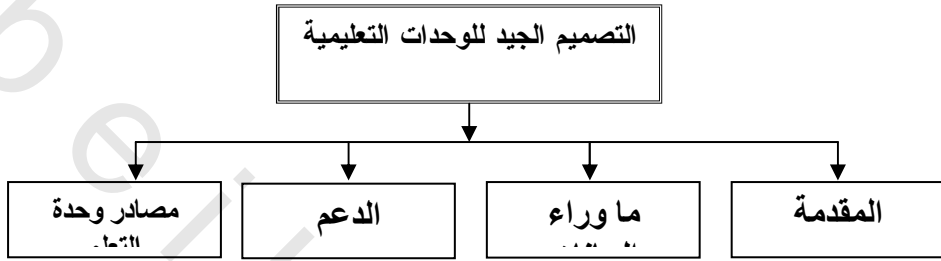 التصميم الجيد للوحدات التعليمية
المقدمة
ما وراء
الدعم
مصادر وحدة